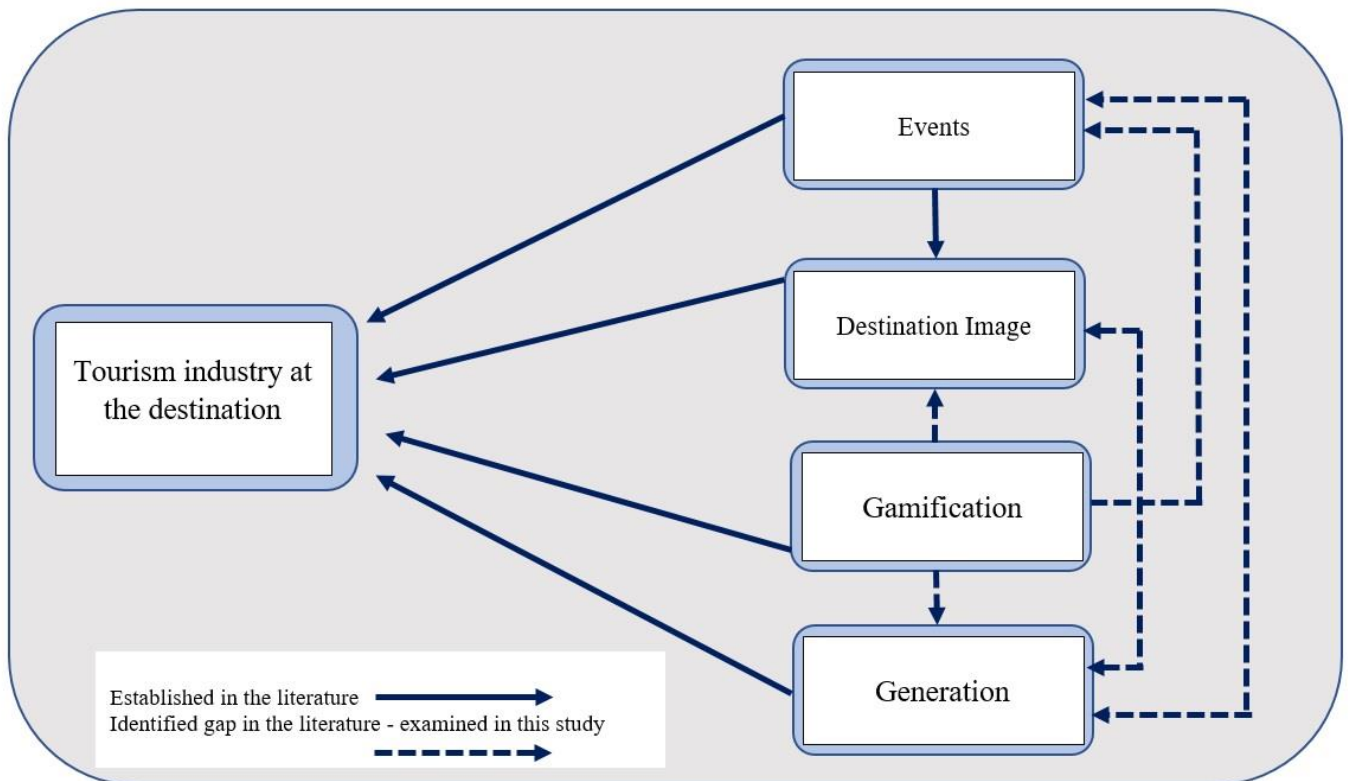 Events
Destination Image
Tourism industry at
the destination
Gamification
Generation
Established in the literature
Identified gap in the literature - examined in this study